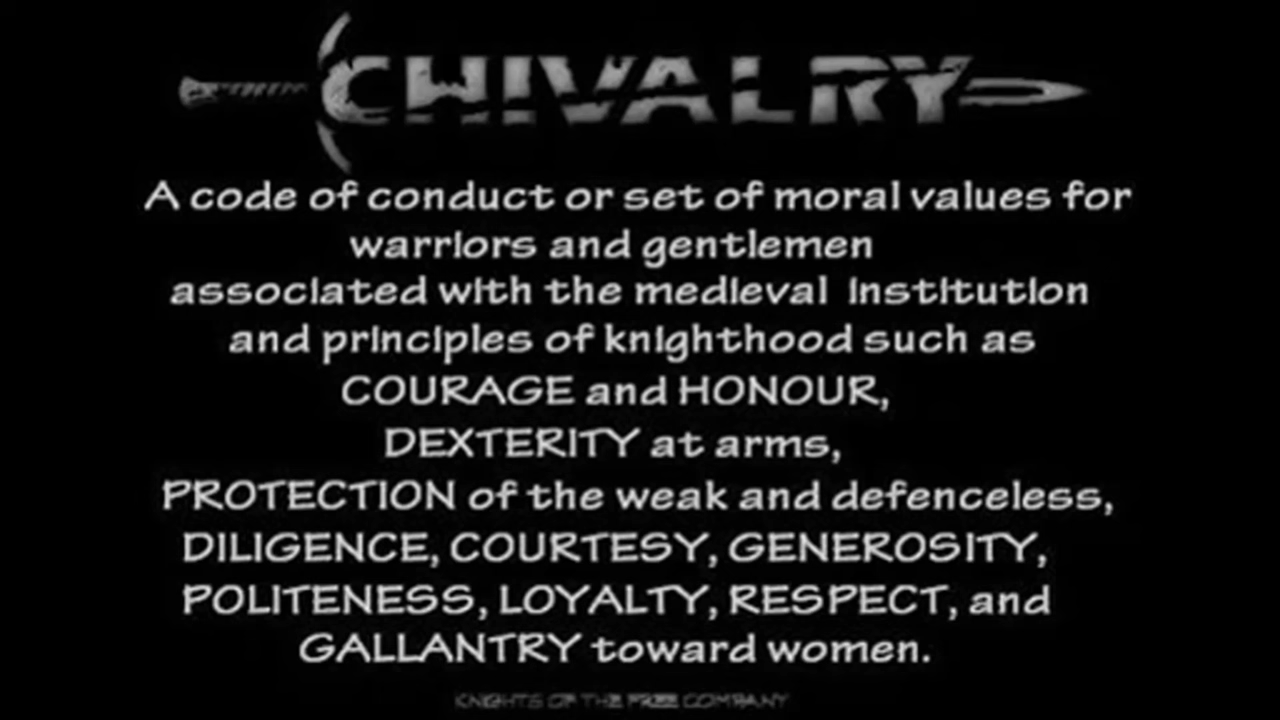 CHIVALRY
A code of conduct or set of moral values for
warriors and gentlemen
associated with the medieval institution
and principles of knighthood such as
COURAGE and HONOUR,
DEXTERITY at arms,
PROTECTION of the weak and defenceless,
DILIGENCE, COURTESY, GENEROSITY,
POLITENESS, LOYALTY, RESPECT, and
GALLANTRY toward women.
KNIGHTS OF THE FREE COMPANY